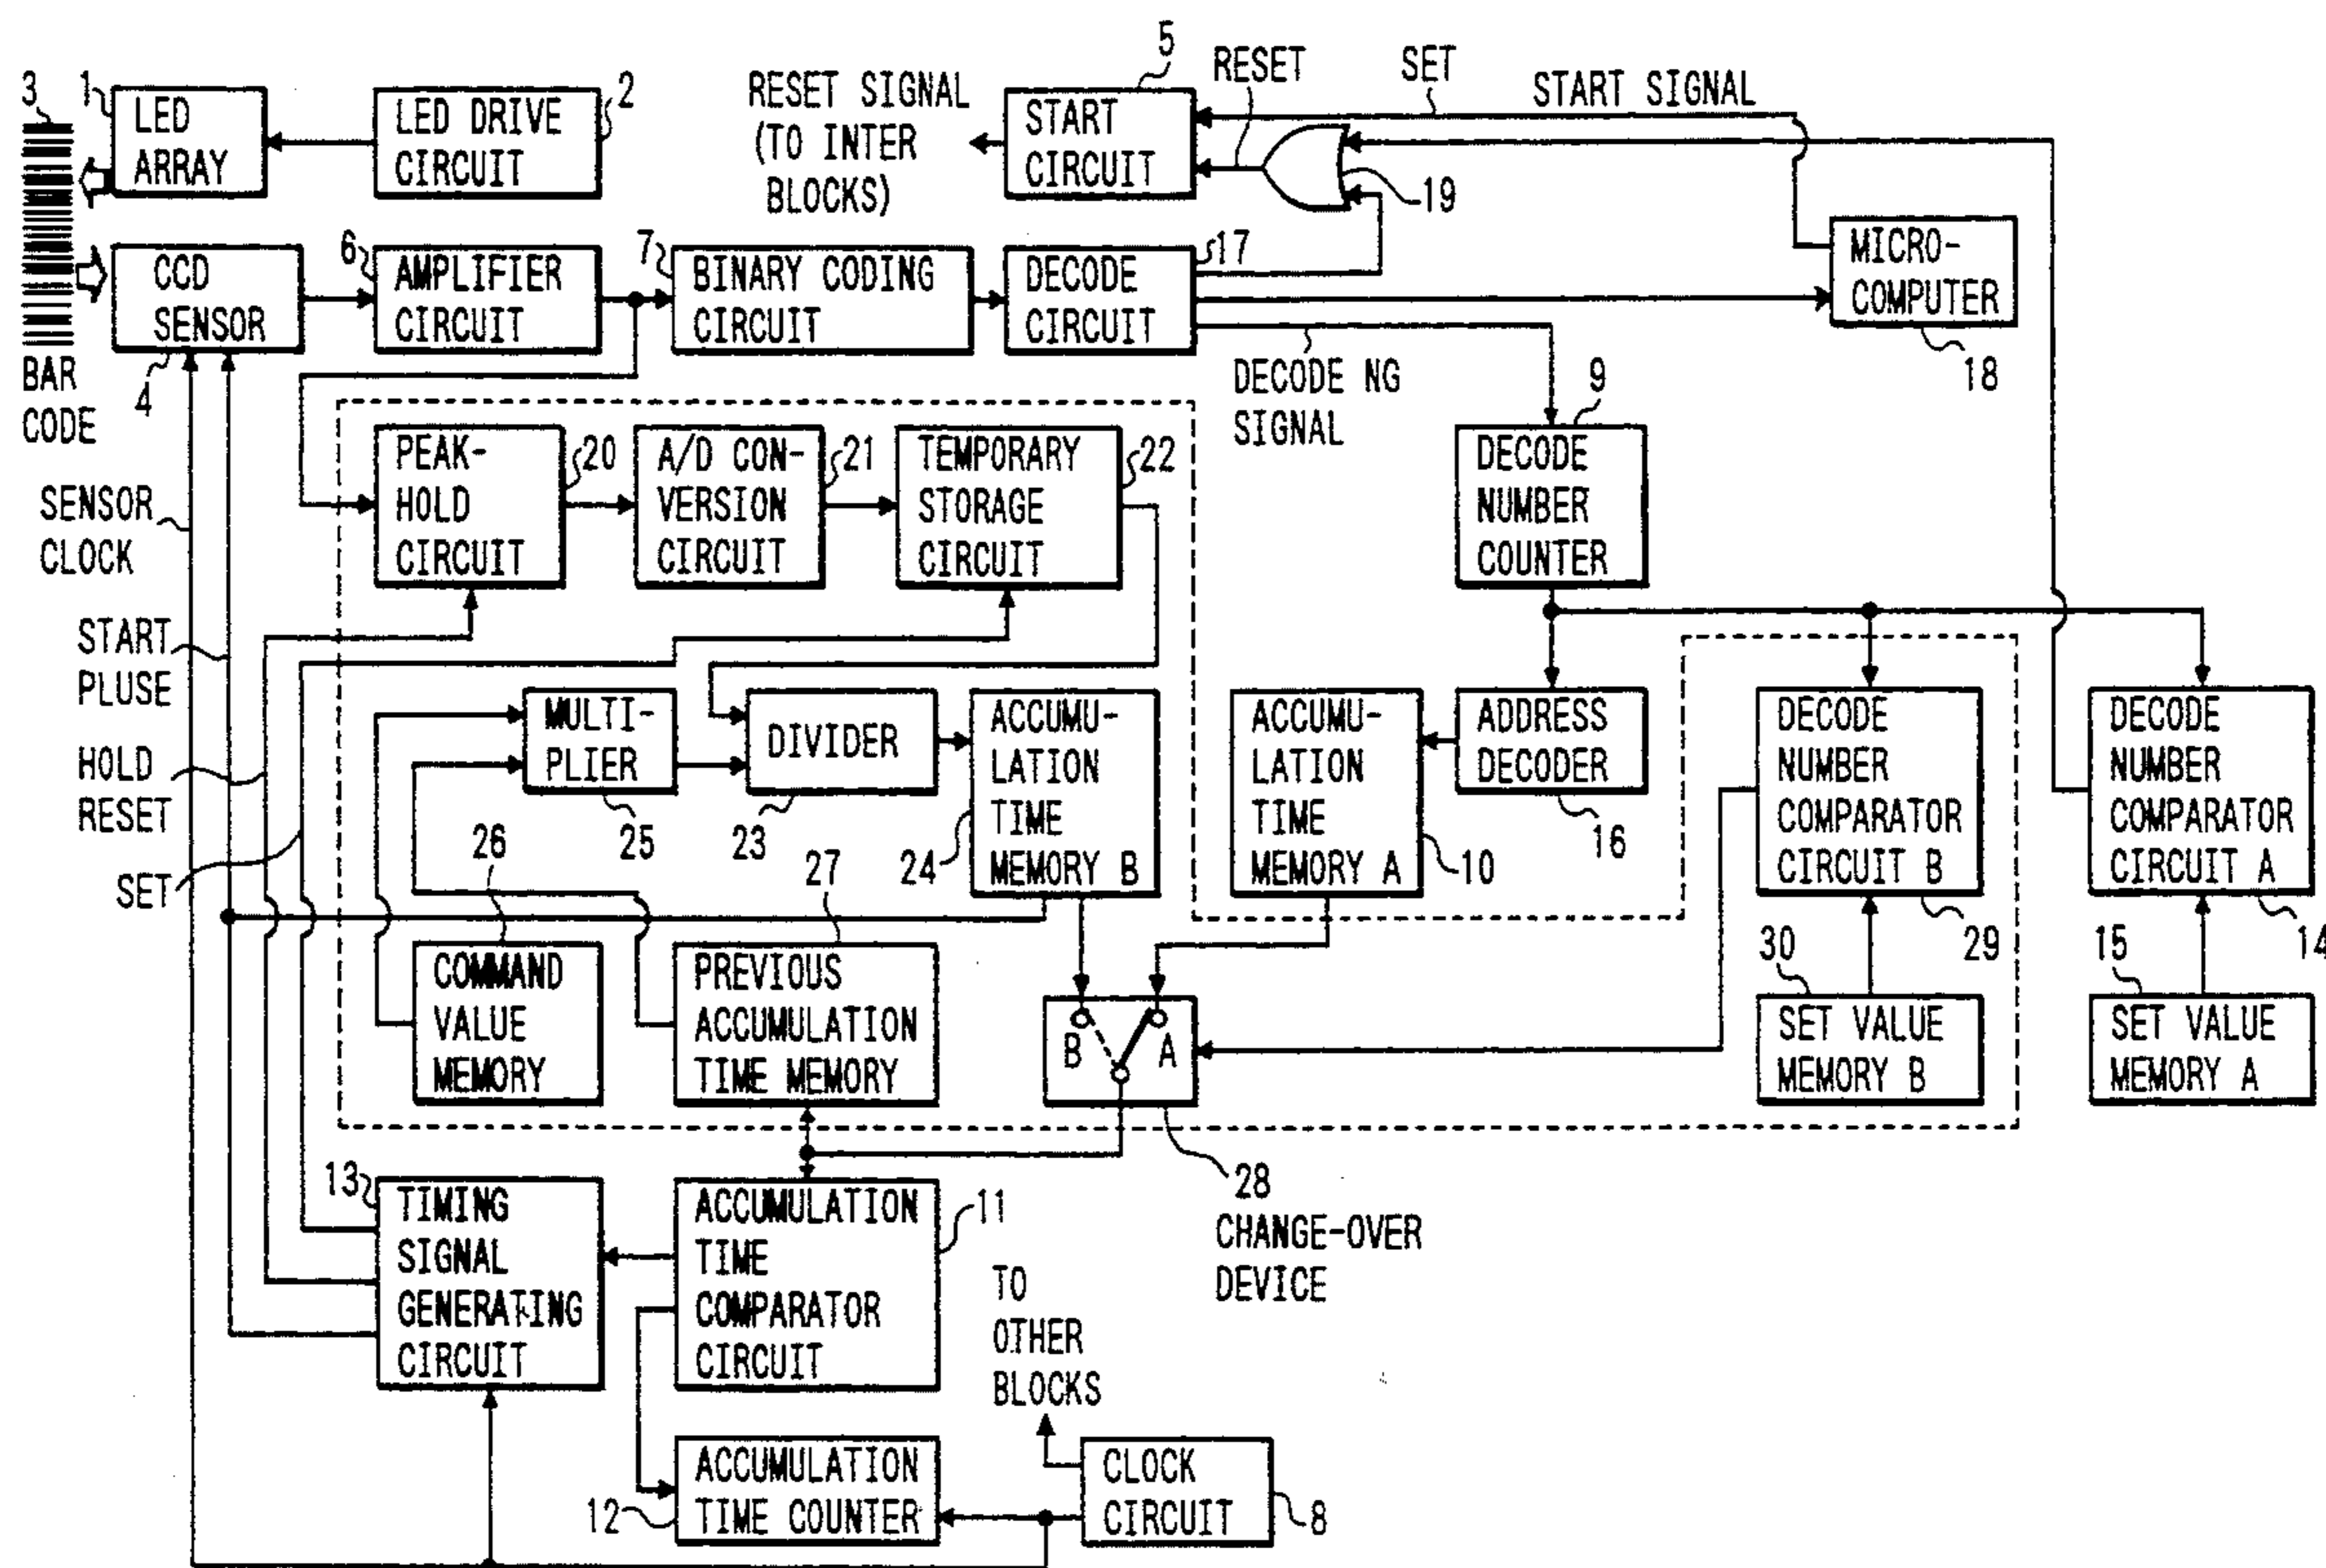 3
1
LED
ARRAY
LED DRIVE
CIRCUIT
2
RESET SIGNAL
(TO INTER
BLOCKS)
5
START
CIRCUIT
RESET
SET
START SIGNAL
19
MICRO-
COMPUTER
18
CCD
SENSOR
4
BAR
CODE
6
AMPLIFIER
CIRCUIT
7
BINARY CODING
CIRCUIT
DECODE
CIRCUIT
17
DECODE NG
SIGNAL
9
DECODE
NUMBER
COUNTER
SENSOR
CLOCK
START
PLUSE
HOLD
RESET
SET
PEAK-
HOLD
CIRCUIT
20
A/D CON-
VERSION
CIRCUIT
21
TEMPORARY
STORAGE
CIRCUIT
22
MULTI-
PLIER
25
DIVIDER
23
ACCUMU-
LATION
TIME
MEMORY B
24
ACCUMU-
LATION
TIME
MEMORY A
10
ADDRESS
DECODER
16
DECODE
NUMBER
COMPARATOR
CIRCUIT B
29
DECODE
NUMBER
COMPARATOR
CIRCUIT A
14
26
COMMAND
VALUE
MEMORY
27
PREVIOUS
ACCUMULATION
TIME MEMORY
B
A
30
SET VALUE
MEMORY B
15
SET VALUE
MEMORY A
28
CHANGE-OVER
DEVICE
13
TIMING
SIGNAL
GENERATING
CIRCUIT
ACCUMULATION
TIME
COMPARATOR
CIRCUIT
11
TO
OTHER
BLOCKS
12
ACCUMULATION
TIME COUNTER
CLOCK
CIRCUIT
8